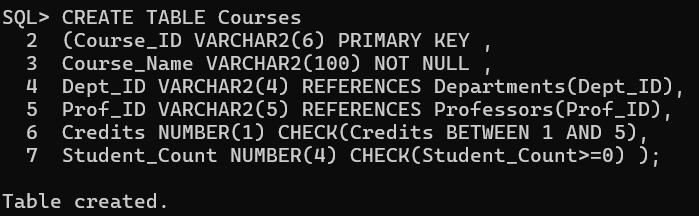 SQL> CREATE TABLE Courses
2 (Course_ID VARCHAR2(6) PRIMARY KEY ,
3 Course_Name VARCHAR2(100) NOT NULL ,
4 Dept_ID VARCHAR2(4) REFERENCES Departments(Dept_ID),
5 Prof_ID VARCHAR2(5) REFERENCES Professors(Prof_ID),
6 Credits NUMBER(1) CHECK(Credits BETWEEN 1 AND 5),
7 Student_Count NUMBER(4) CHECK(Student_Count>=0) );
Table created.